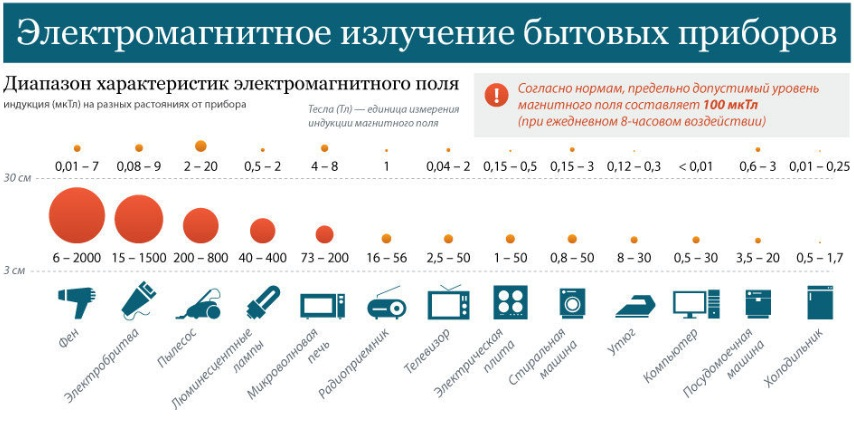 Электромагнитное излучение бытовых приборов
Диапазон характеристик электромагнитного поля
индукция (мкТл) на разных растояниях от прибора
Тесла (Тл) — единица измерения
индукции магнитного поля
Согласно нормам, предельно допустимый уровень
магнитного поля составляет 100 мкТл
(при ежедневном 8-часовом воздействии)
0,01 – 7 0,08 – 9 2 – 20 0,5 – 2 4 – 8 1 0,04 – 2 0,15 – 0,5 0,15 – 3 0,12 – 0,3 < 0,01 0,6 – 3 0,01 – 0,25
30 см
6 – 2000 15 – 1500 200 – 800 40 – 400 73 – 200 16 – 56 2,5 – 50 1 – 50 0,8 – 50 8 – 30 0,5 – 30 3,5 – 20 0,5 – 1,7
3 см
Фен
Электробритва
Пылесос
Люминесцентные
лампы
Микроволновая
печь
Радиоприемник
Телевизор
Электрическая
плита
Стиральная
машина
Утюг
Компьютер
Посудомоечная
машина
Холодильник